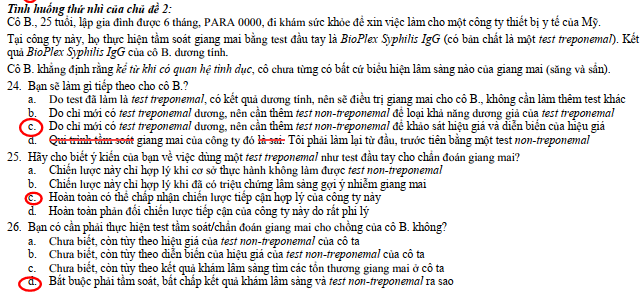 Tình huống thứ nhì của chủ đề 2:
Cô B., 25 tuổi, lập gia đình được 6 tháng, PARA 0000, đi khám sức khỏe để xin việc làm cho một công ty thiết bị y tế của Mỹ.
Tại công ty này, họ thực hiện tầm soát giang mai bằng test đầu tay là BioPlex Syphilis IgG (có bản chất là một test treponemal). Kết
quả BioPlex Syphilis IgG của cô B. dương tính.
Cô B. khẳng định rằng kể từ khi có quan hệ tình dục, cô chưa từng có bất cứ biểu hiện lâm sàng nào của giang mai (săng và sẩn).
24. Bạn sẽ làm gì tiếp theo cho cô B.?
a. Do test đã làm là test treponemal, có kết quả dương tính, nên sẽ điều trị giang mai cho cô B., không cần làm thêm test khác
b. Do chỉ mới có test treponemal dương, nên cần thêm test non-treponemal để loại khả năng dương giả của test treponemal
c. Do chỉ mới có test treponemal dương, nên cần thêm test non-treponemal để khảo sát hiệu giá và diễn biến của hiệu giá
d. Qui trình tầm soát giang mai của công ty đó là sai. Tôi phải làm lại từ đầu, trước tiên bằng một test non-treponemal
25. Hãy cho biết ý kiến của bạn về việc dùng một test treponemal như test đầu tay cho chẩn đoán giang mai?
a. Chiến lược này chỉ hợp lý khi cơ sở thực hành không làm được test non-treponemal
b. Chiến lược này chỉ hợp lý khi đã có triệu chứng lâm sàng gợi ý nhiễm giang mai
c. Hoàn toàn có thể chấp nhận chiến lược tiếp cận hợp lý của công ty này
d. Hoàn toàn phản đối chiến lược tiếp cận của công ty này do rất phi lý
26. Bạn có cần phải thực hiện test tầm soát/chẩn đoán giang mai cho chồng của cô B. không?
a. Chưa biết, còn tùy theo hiệu giá của test non-treponemal của cô ta
b. Chưa biết, còn tùy theo diễn biến của hiệu giá của test non-treponemal của cô ta
c. Chưa biết, còn tùy theo kết quả khám lâm sàng tìm các tổn thương giang mai ở cô ta
d. Bắt buộc phải tầm soát, bất chấp kết quả khám lâm sàng và test non-treponemal ra sao